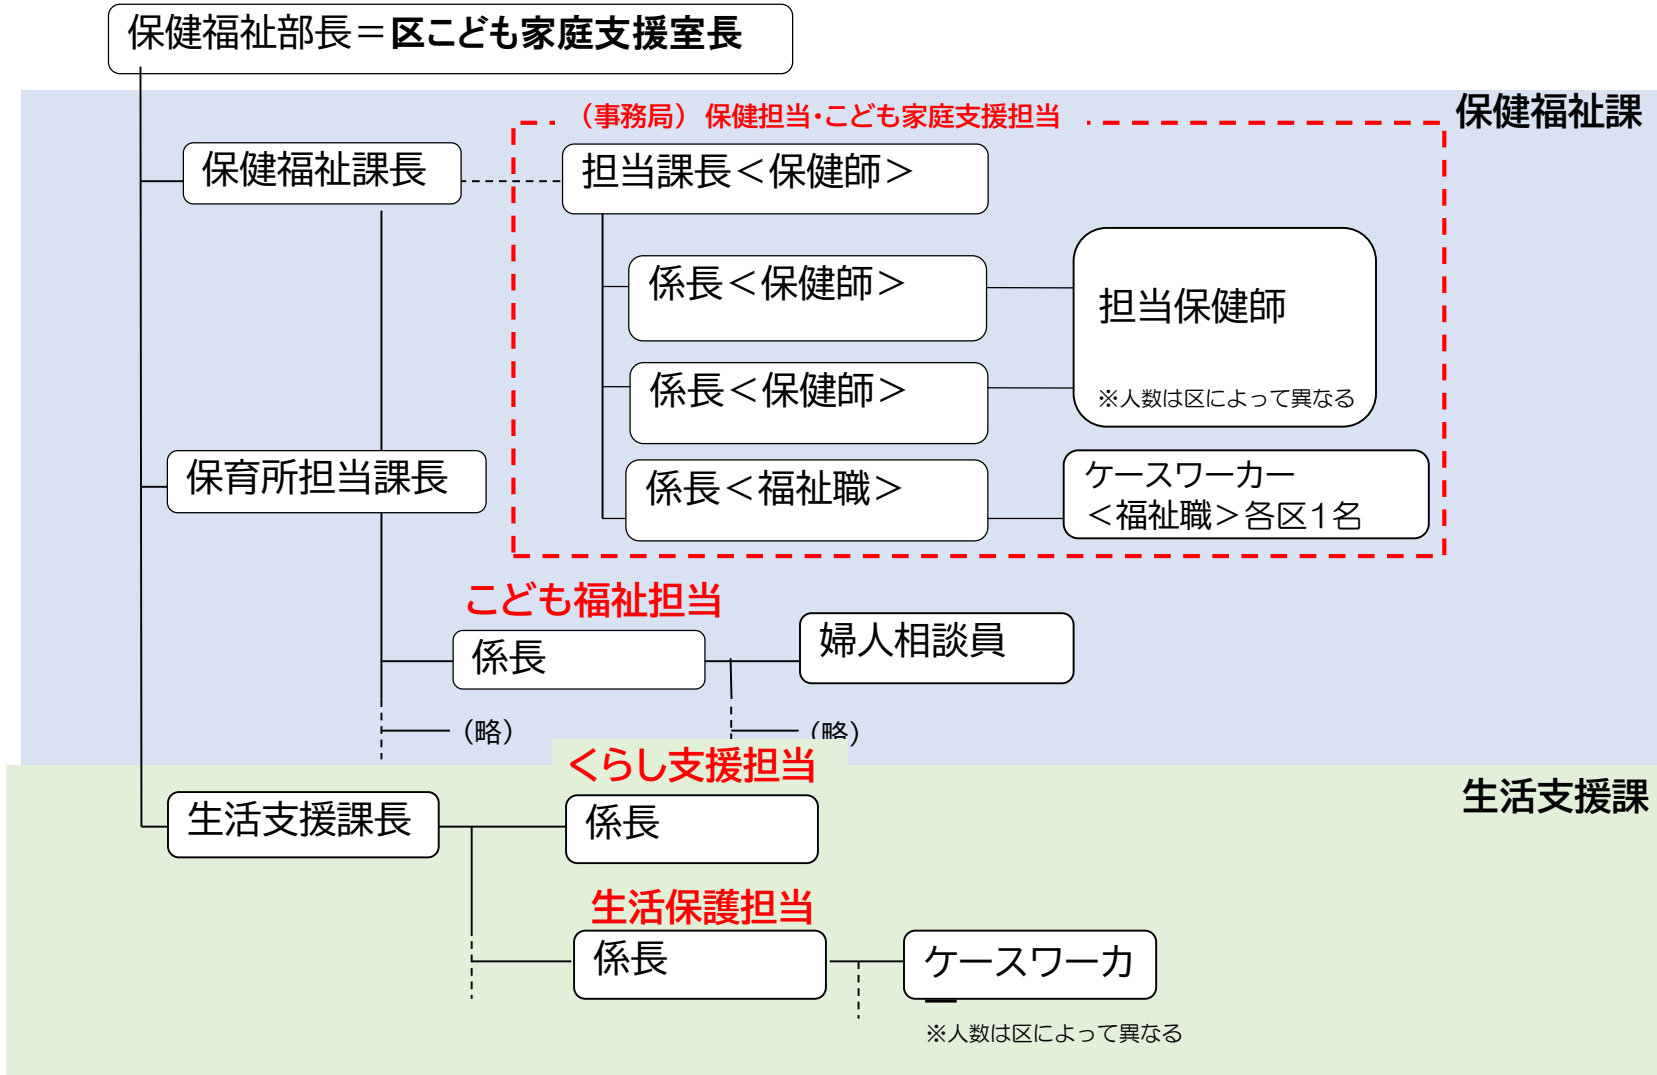 保健福祉部長＝区こども家庭支援室長
保健福祉課
（事務局）保健担当・こども家庭支援担当
保健福祉課長
担当課長＜保健師＞
係長＜保健師＞
担当保健師
※人数は区によって異なる
係長＜保健師＞
保育所担当課長
係長＜福祉職＞
ケースワーカー
＜福祉職＞各区1名
こども福祉担当
係長
婦人相談員
（略）
（略）
くらし支援担当
生活支援課
生活支援課長
係長
生活保護担当
係長
ケースワーカ
ー
※人数は区によって異なる